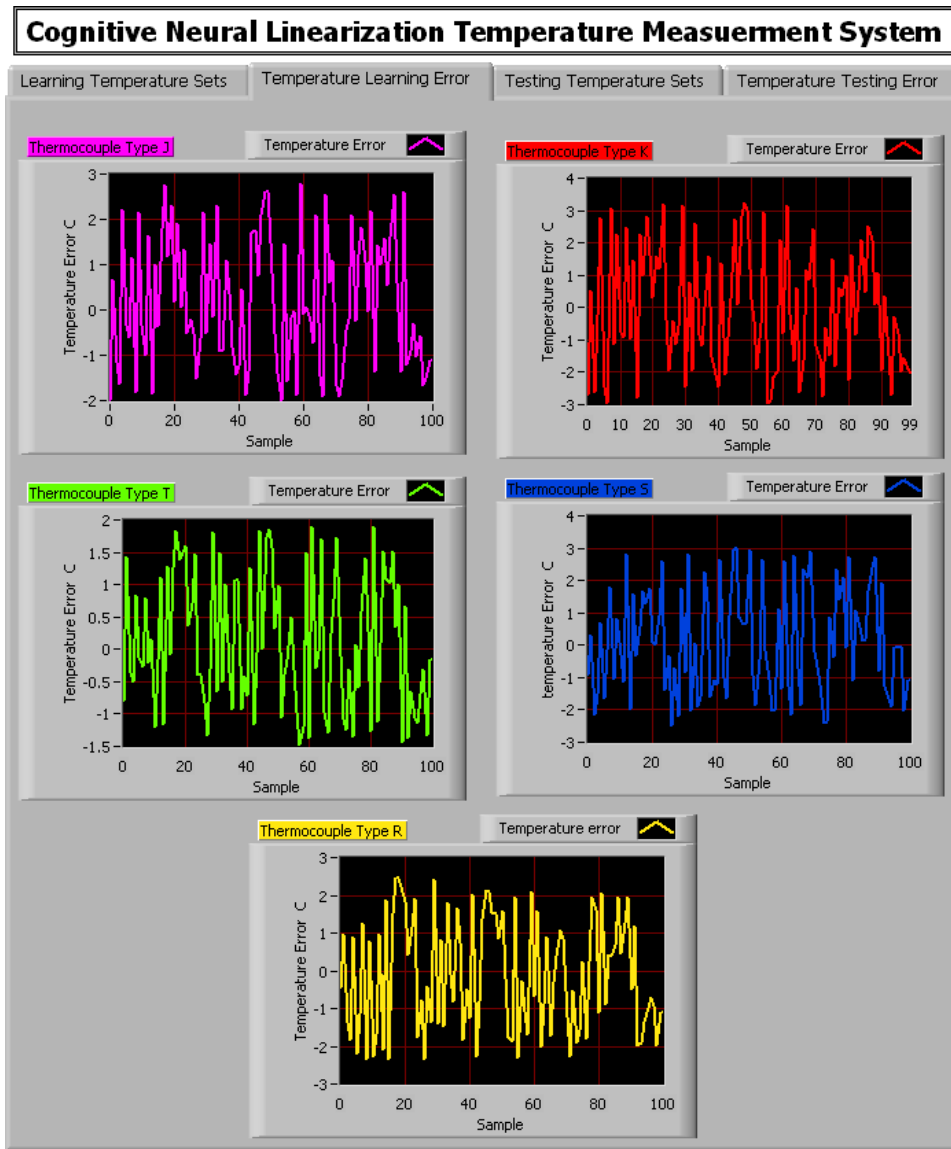 Cognitive Neural Linearization Temperature Measuerment System
Learning Temperature Sets
Temperature Learning Error
Testing Temperature Sets
Temperature Testing Error
Thermocouple Type J
Temperature Error
Temperature Error C
3
2
1
0
-1
-2
0 20 40 60 80 100
Sample
Thermocouple Type K
Temperature Error
Temperature Error C
4
3
2
1
0
-1
-2
-3
0 10 20 30 40 50 60 70 80 90 99
Sample
Thermocouple Type T
Temperature Error
Temperature Error C
2
1.5
1
0.5
0
-0.5
-1
-1.5
0 20 40 60 80 100
Sample
Thermocouple Type S
Temperature Error
temperature Error C
4
3
2
1
0
-1
-2
-3
0 20 40 60 80 100
Sample
Thermocouple Type R
Temperature error
Temperature Error C
3
2
1
0
-1
-2
-3
0 20 40 60 80 100
Sample